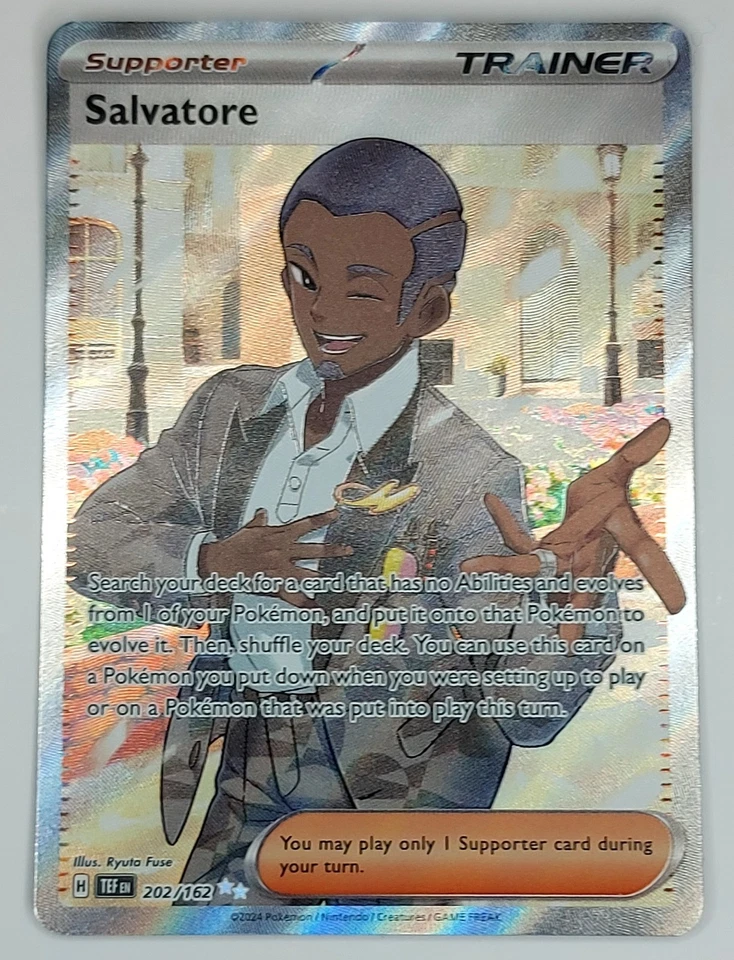 Supporter TRAINER
Salvatore
Search your deck for a card that has no Abilities and evolves
from 1 of your Pokémon, and put it onto that Pokémon to
evolve it. Then, shuffle your deck. You can use this card on
a Pokémon you put down when you were setting up to play
or on a Pokémon that was put into play this turn.
You may play only 1 Supporter card during
your turn.
Illus. Ryuta Fuse
H TEF EN 202/162
©2024 Pokémon / Nintendo / Creatures / GAME FREAK